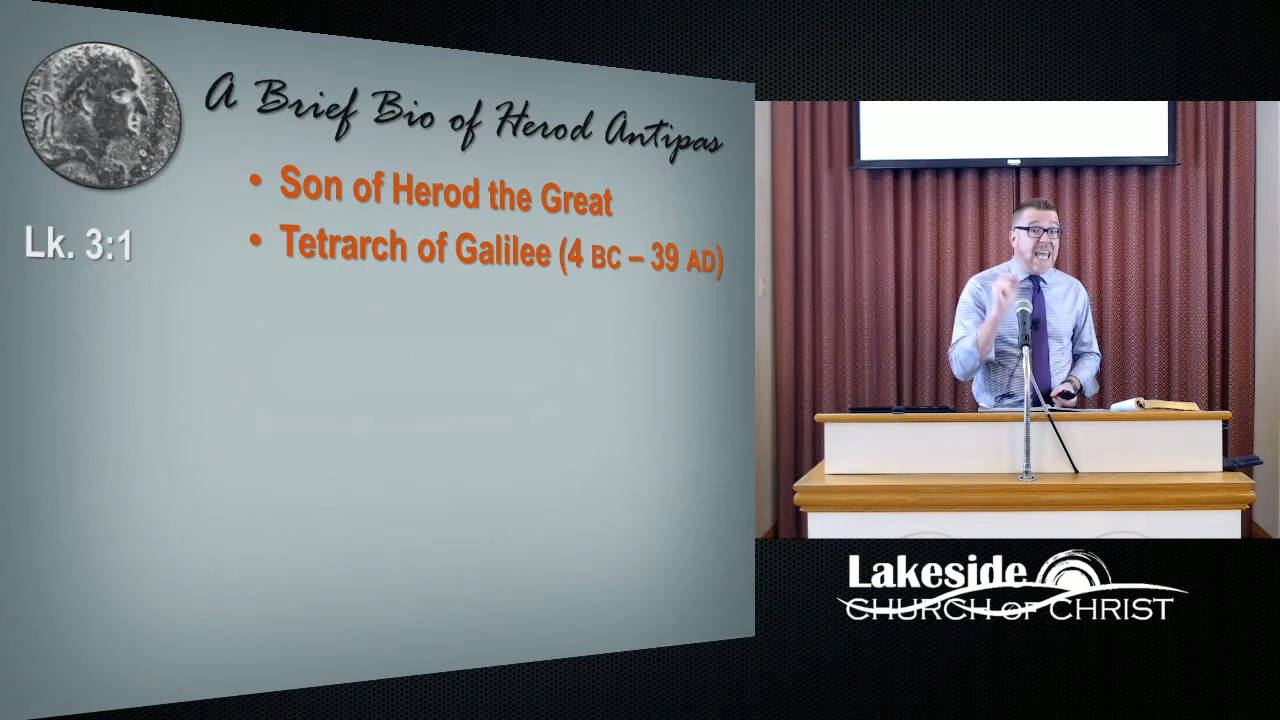 A Brief Bio of Herod Antipas
• Son of Herod the Great
Lk. 3:1
• Tetrarch of Galilee (4 BC – 39 AD)
Lakeside
CHURCH OF CHRIST